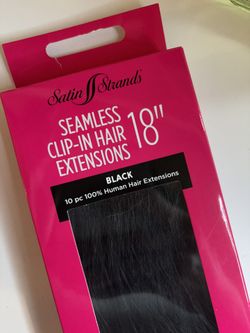 Satin Strands®
SEAMLESS
CLIP-IN HAIR
EXTENSIONS
18"
BLACK
10 pc 100% Human Hair Extensions